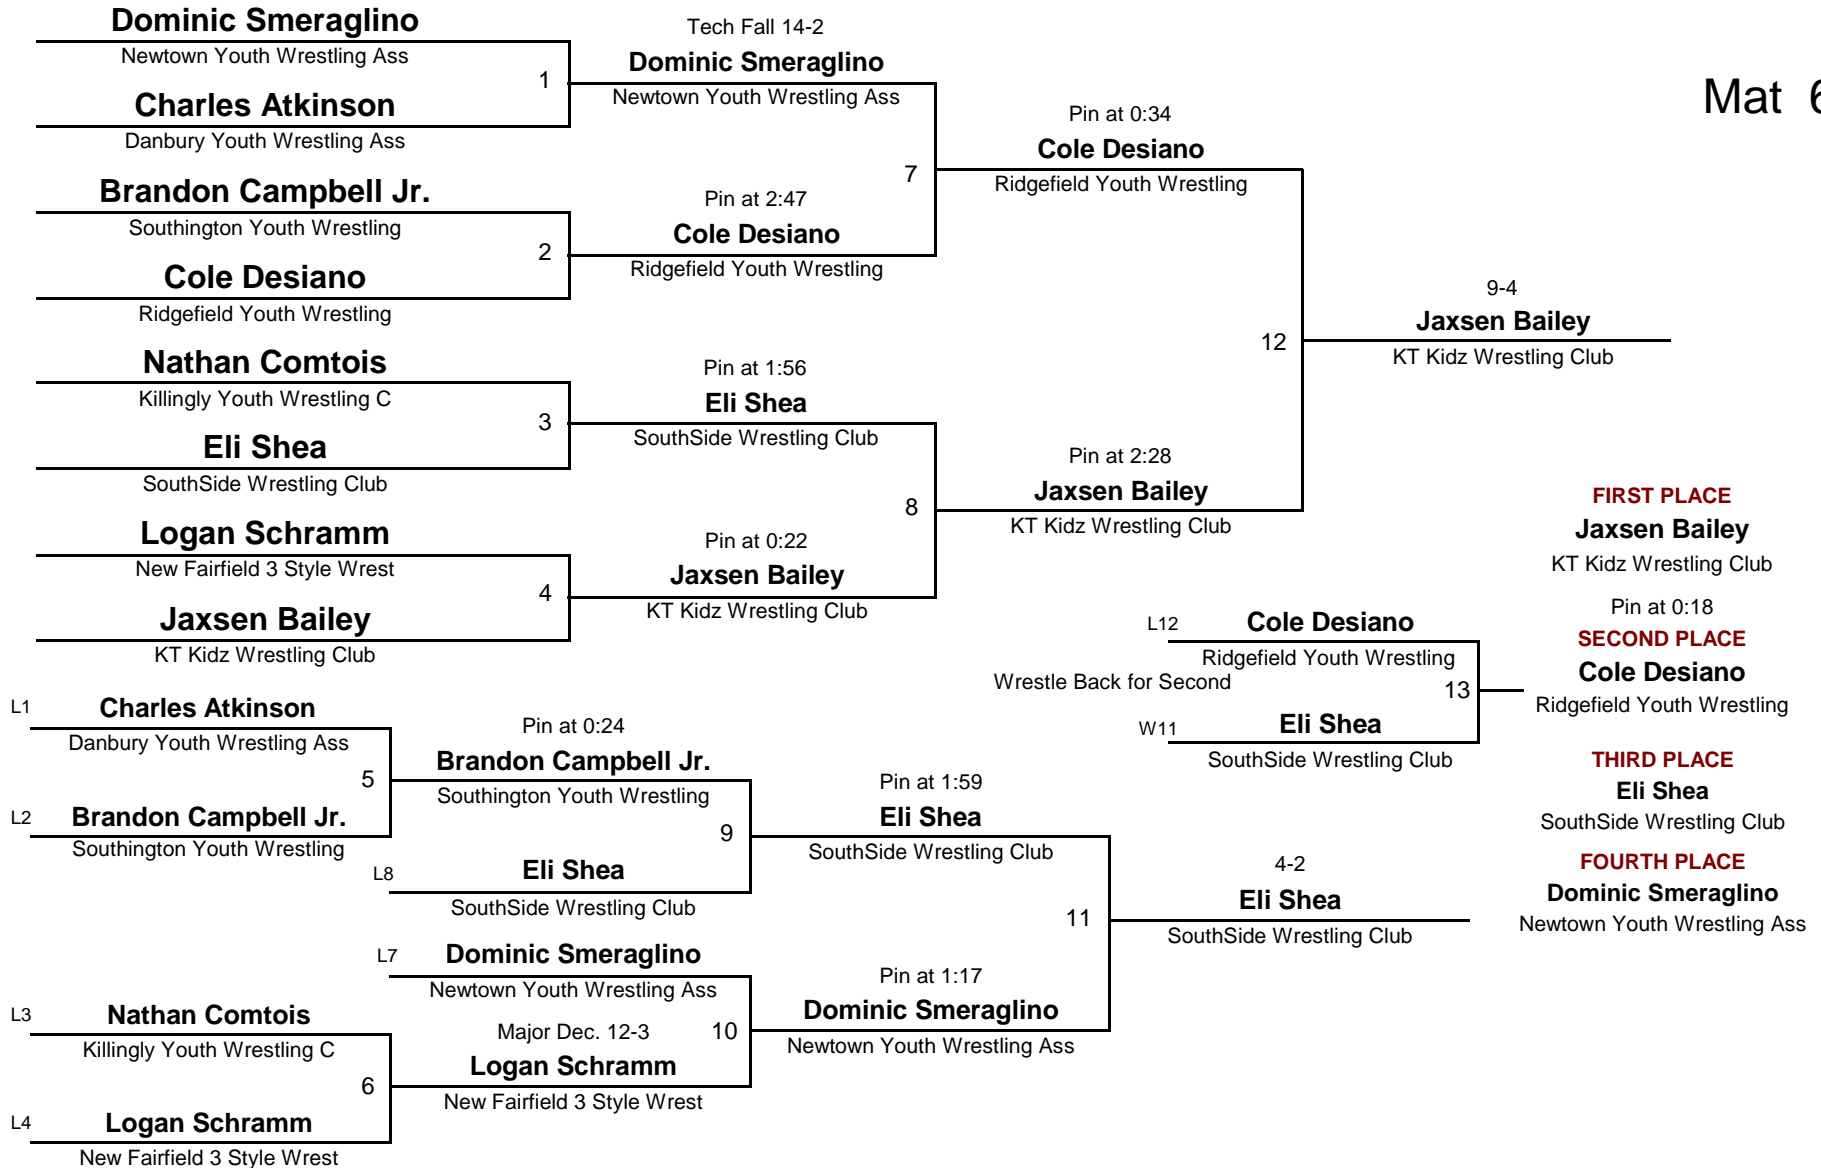 Dominic Smeraglino
Newtown Youth Wrestling Ass
1
Charles Atkinson
Danbury Youth Wrestling Ass
Brandon Campbell Jr.
Southington Youth Wrestling
2
Cole Desiano
Ridgefield Youth Wrestling
Nathan Comtois
Killingly Youth Wrestling C
3
Eli Shea
SouthSide Wrestling Club
Logan Schramm
New Fairfield 3 Style Wrest
4
Jaxsen Bailey
KT Kidz Wrestling Club
Tech Fall 14-2
Dominic Smeraglino
Newtown Youth Wrestling Ass
7
Pin at 2:47
Cole Desiano
Ridgefield Youth Wrestling
Pin at 1:56
Eli Shea
SouthSide Wrestling Club
8
Pin at 0:22
Jaxsen Bailey
KT Kidz Wrestling Club
Pin at 0:34
Cole Desiano
Ridgefield Youth Wrestling
12
Pin at 2:28
Jaxsen Bailey
KT Kidz Wrestling Club
Mat 6
9-4
Jaxsen Bailey
KT Kidz Wrestling Club
L1
Charles Atkinson
Danbury Youth Wrestling Ass
5
L2
Brandon Campbell Jr.
Southington Youth Wrestling
L3
Nathan Comtois
Killingly Youth Wrestling C
6
L4
Logan Schramm
New Fairfield 3 Style Wrest
Pin at 0:24
Brandon Campbell Jr.
Southington Youth Wrestling
9
L8
Eli Shea
SouthSide Wrestling Club
L7
Dominic Smeraglino
Newtown Youth Wrestling Ass
Major Dec. 12-3
10
Logan Schramm
New Fairfield 3 Style Wrest
Pin at 1:59
Eli Shea
SouthSide Wrestling Club
11
Pin at 1:17
Dominic Smeraglino
Newtown Youth Wrestling Ass
4-2
Eli Shea
SouthSide Wrestling Club
L12
Cole Desiano
Ridgefield Youth Wrestling
Wrestle Back for Second
13
W11
Eli Shea
SouthSide Wrestling Club
FIRST PLACE
Jaxsen Bailey
KT Kidz Wrestling Club
Pin at 0:18
SECOND PLACE
Cole Desiano
Ridgefield Youth Wrestling
THIRD PLACE
Eli Shea
SouthSide Wrestling Club
FOURTH PLACE
Dominic Smeraglino
Newtown Youth Wrestling Ass